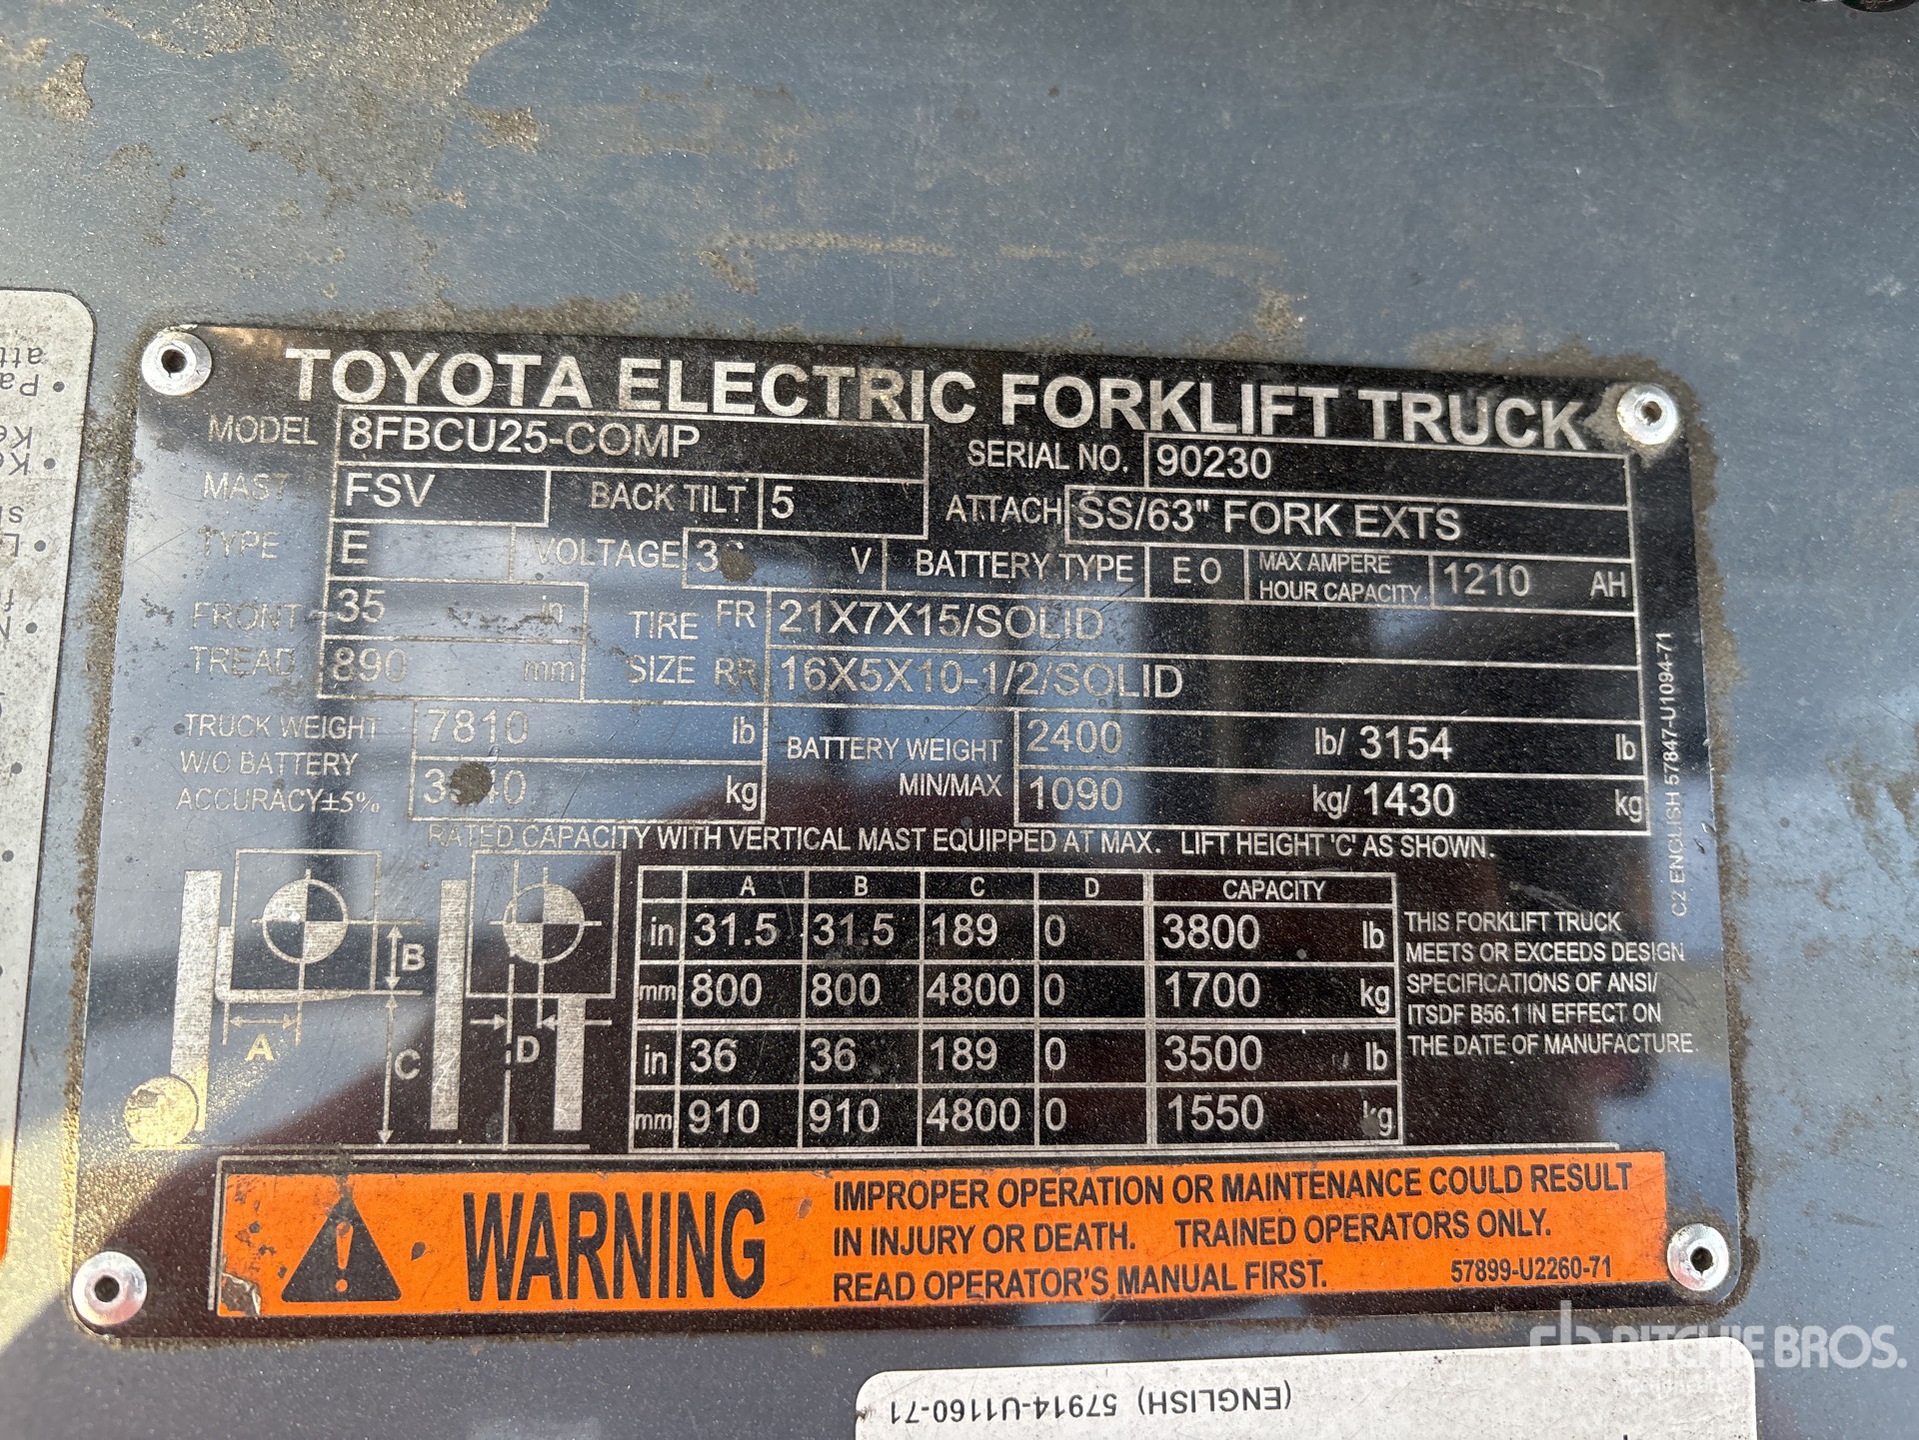 TOYOTA ELECTRIC FORKLIFT TRUCK
MODEL 8FBCU25-COMP SERIAL NO. 90230
MAST FSV BACK TILT 5 ATTACH SS/63" FORK EXTS
TYPE E VOLTAGE V BATTERY TYPE E O MAX AMPERE HOUR CAPACITY 1210 AH
FRONT TREAD 35 in
890 mm
TIRE SIZE FR 21X7X15/SOLID
RR 16X5X10-1/2/SOLID
TRUCK WEIGHT W/O BATTERY ACCURACY±5% 7810 lb
kg
BATTERY WEIGHT MIN/MAX 2400 lb/ 3154 lb
1090 kg/ 1430 kg
RATED CAPACITY WITH VERTICAL MAST EQUIPPED AT MAX. LIFT HEIGHT 'C' AS SHOWN.
A B C D
A B C D CAPACITY
in 31.5 31.5 189 0 3800 lb
mm 800 800 4800 0 1700 kg
in 36 36 189 0 3500 lb
mm 910 910 4800 0 1550 kg
THIS FORKLIFT TRUCK
MEETS OR EXCEEDS DESIGN
SPECIFICATIONS OF ANSI/
ITSDF B56.1 IN EFFECT ON
THE DATE OF MANUFACTURE.
C2 ENGLISH 57847-U1094-71
WARNING
IMPROPER OPERATION OR MAINTENANCE COULD RESULT
IN INJURY OR DEATH. TRAINED OPERATORS ONLY.
READ OPERATOR'S MANUAL FIRST. 57899-U2260-71
(ENGLISH) 57914-U1160-71
rb RITCHIE BROS.